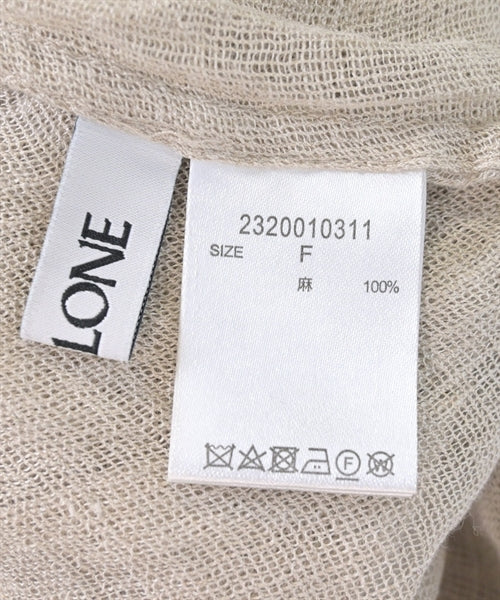 LONE
2320010311
SIZE F
麻 100%
F W